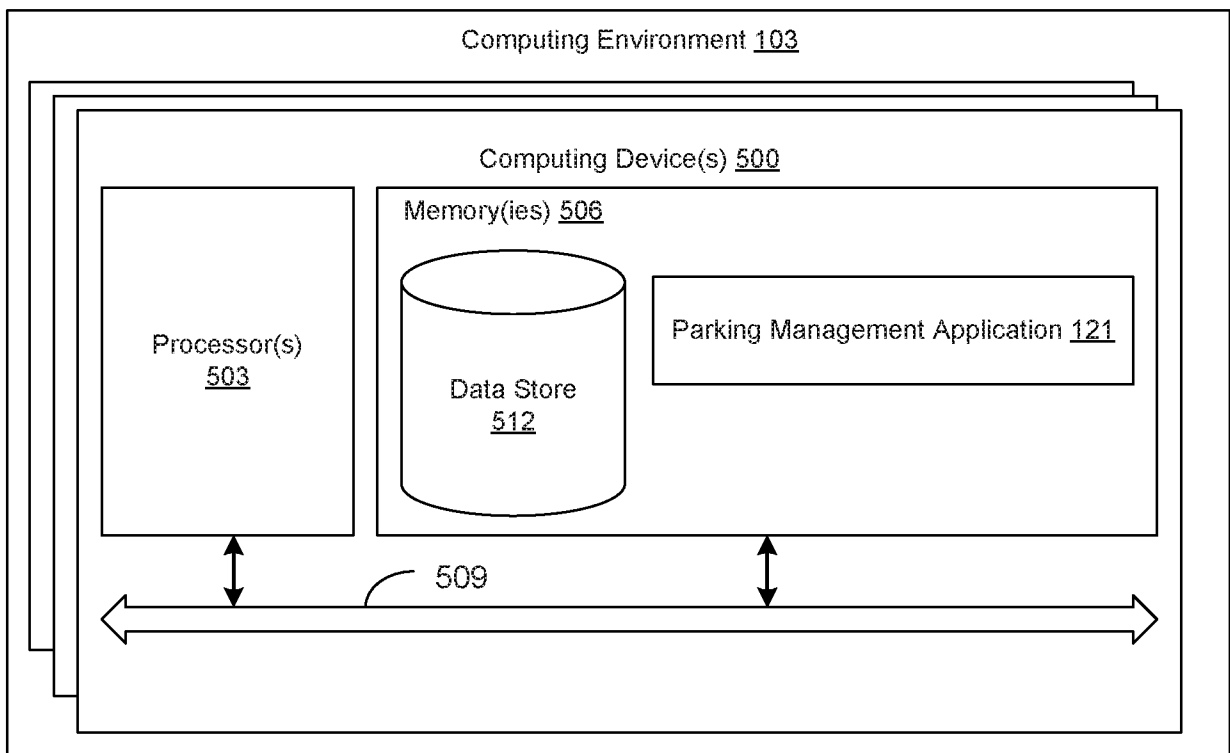 Computing Environment 103
Computing Device(s) 500
Memory(ies) 506
Processor(s)
503
Data Store
512
Parking Management Application 121
509